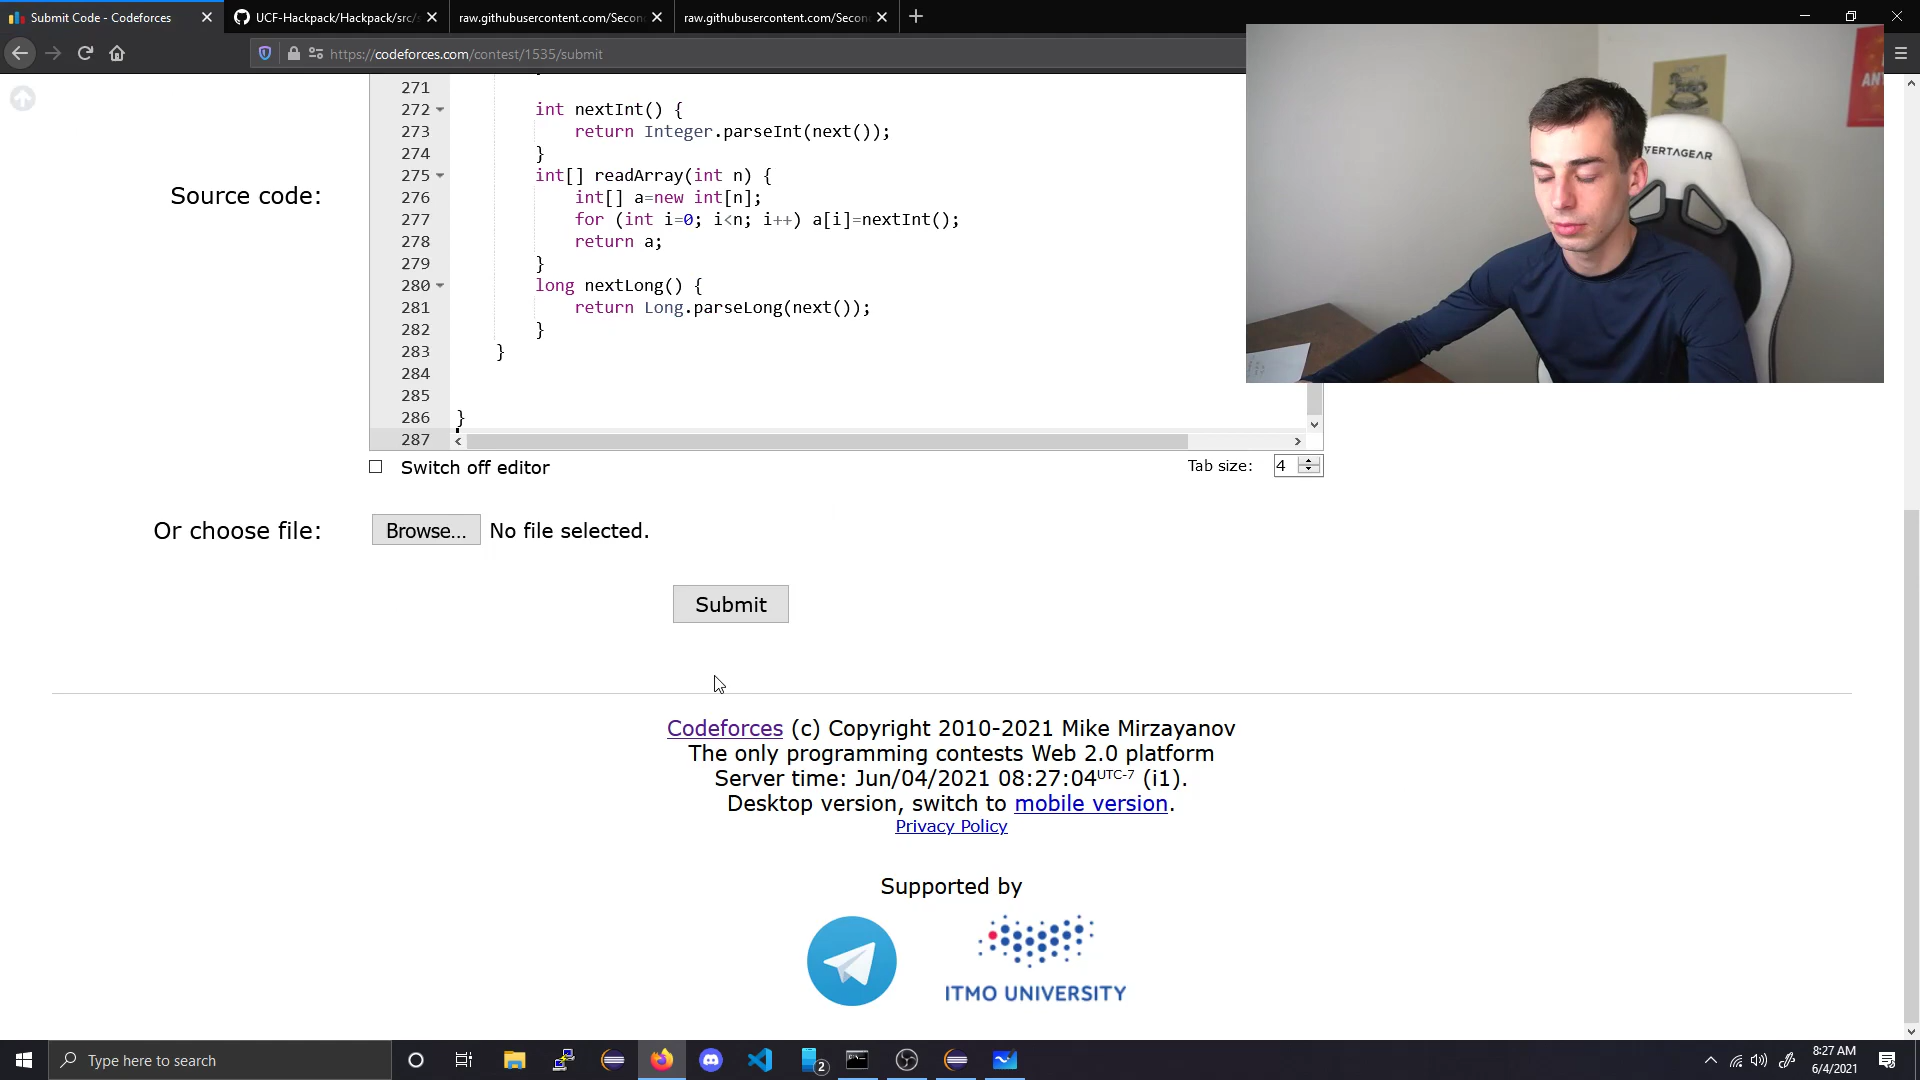 Submit Code - Codeforces
UCF-Hackpack/Hackpack/src/s
raw.githubusercontent.com/Secon
raw.githubusercontent.com/Secon
https://codeforces.com/contest/1535/submit
271
272 int nextInt() {
273 return Integer.parseInt(next());
274 }
275 int[] readArray(int n) {
276 int[] a=new int[n];
277 for (int i=0; i<n; i++) a[i]=nextInt();
278 return a;
279 }
280 long nextLong() {
281 return Long.parseLong(next());
282 }
283 }
284
285
286 }
287
Source code:
VERTAGEAR
Switch off editor
Tab size: 4
Or choose file: Browse... No file selected.
Submit
Codeforces (c) Copyright 2010-2021 Mike Mirzayanov
The only programming contests Web 2.0 platform
Server time: Jun/04/2021 08:27:04UTC-7 (i1).
Desktop version, switch to mobile version.
Privacy Policy
Supported by
ITMO UNIVERSITY
Type here to search
2
8:27 AM
6/4/2021